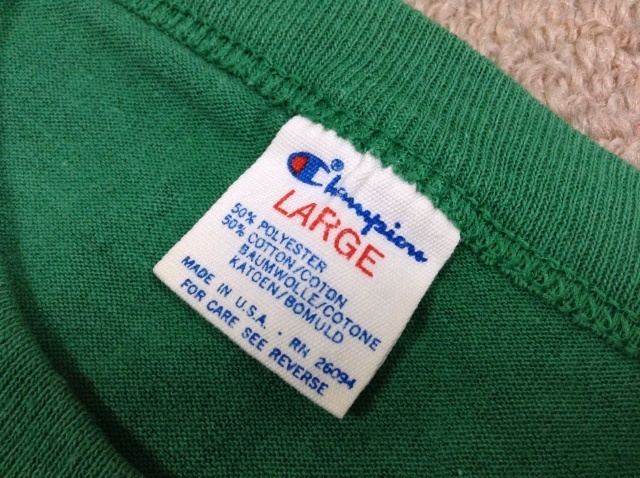 Champion®
LARGE
50% POLYESTER
50% COTTON/COTON
BAUMWOLLE/COTONE
KATOEN/BOMULD
MADE IN U.S.A. · RN 26094
FOR CARE SEE REVERSE